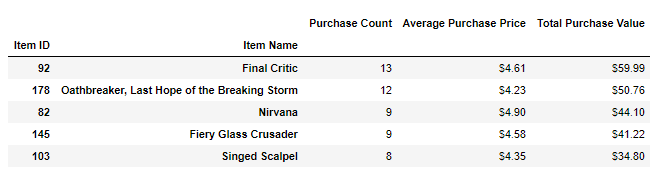 Purchase Count Average Purchase Price Total Purchase Value
Item ID Item Name
92 Final Critic 13 $4.61 $59.99
178 Oathbreaker, Last Hope of the Breaking Storm 12 $4.23 $50.76
82 Nirvana 9 $4.90 $44.10
145 Fiery Glass Crusader 9 $4.58 $41.22
103 Singed Scalpel 8 $4.35 $34.80